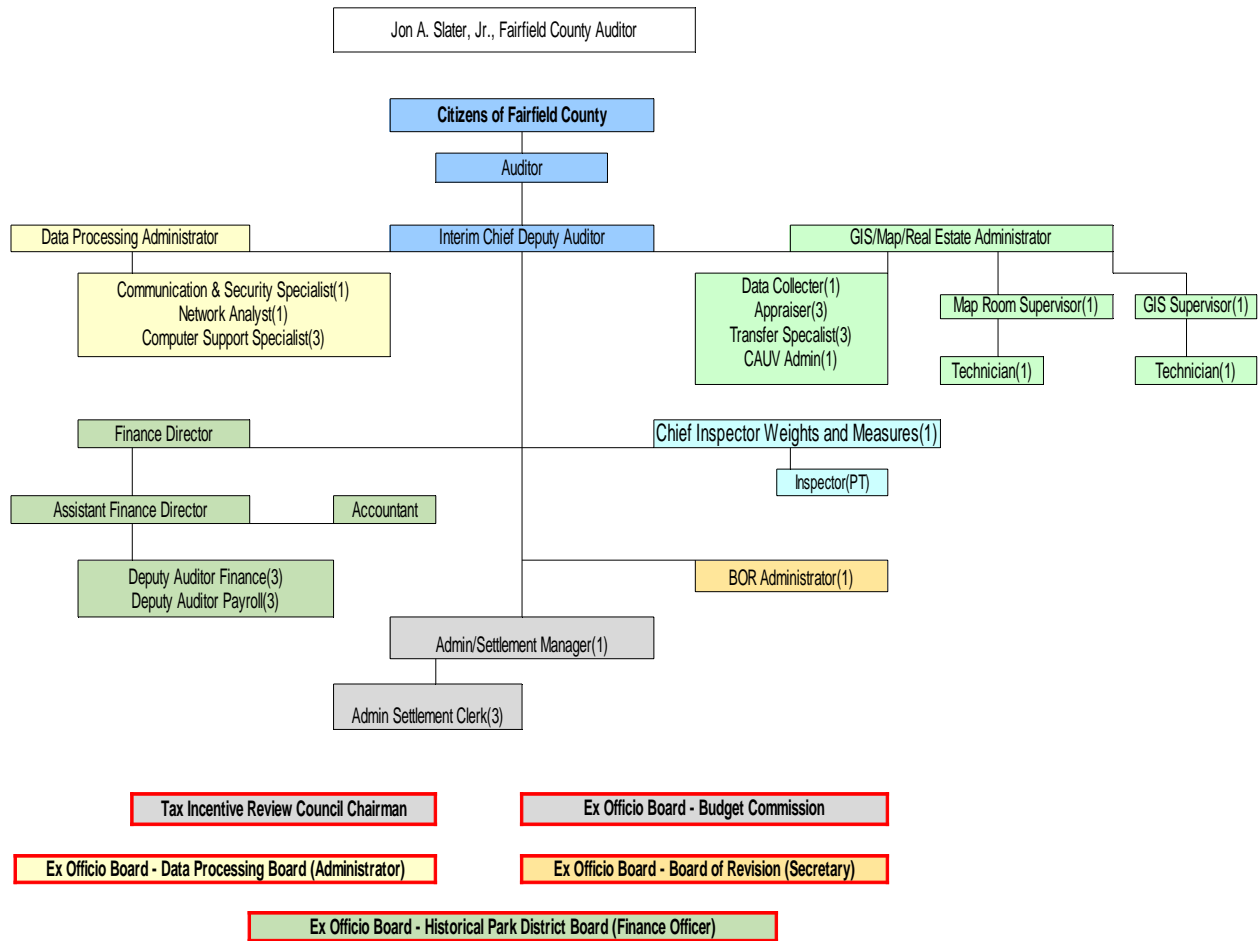 Jon A. Slater, Jr., Fairfield County Auditor
Citizens of Fairfield County
Auditor
Data Processing Administrator
Interim Chief Deputy Auditor
GIS/Map/Real Estate Administrator
Communication & Security Specialist(1)
Network Analyst(1)
Computer Support Specialist(3)
Data Collecter(1)
Appraiser(3)
Transfer Specalist(3)
CAUV Admin(1)
Map Room Supervisor(1)
GIS Supervisor(1)
Technician(1)
Technician(1)
Finance Director
Chief Inspector Weights and Measures(1)
Inspector(PT)
Assistant Finance Director
Accountant
Deputy Auditor Finance(3)
Deputy Auditor Payroll(3)
BOR Administrator(1)
Admin/Settlement Manager(1)
Admin Settlement Clerk(3)
Tax Incentive Review Council Chairman
Ex Officio Board - Budget Commission
Ex Officio Board - Data Processing Board (Administrator)
Ex Officio Board - Board of Revision (Secretary)
Ex Officio Board - Historical Park District Board (Finance Officer)